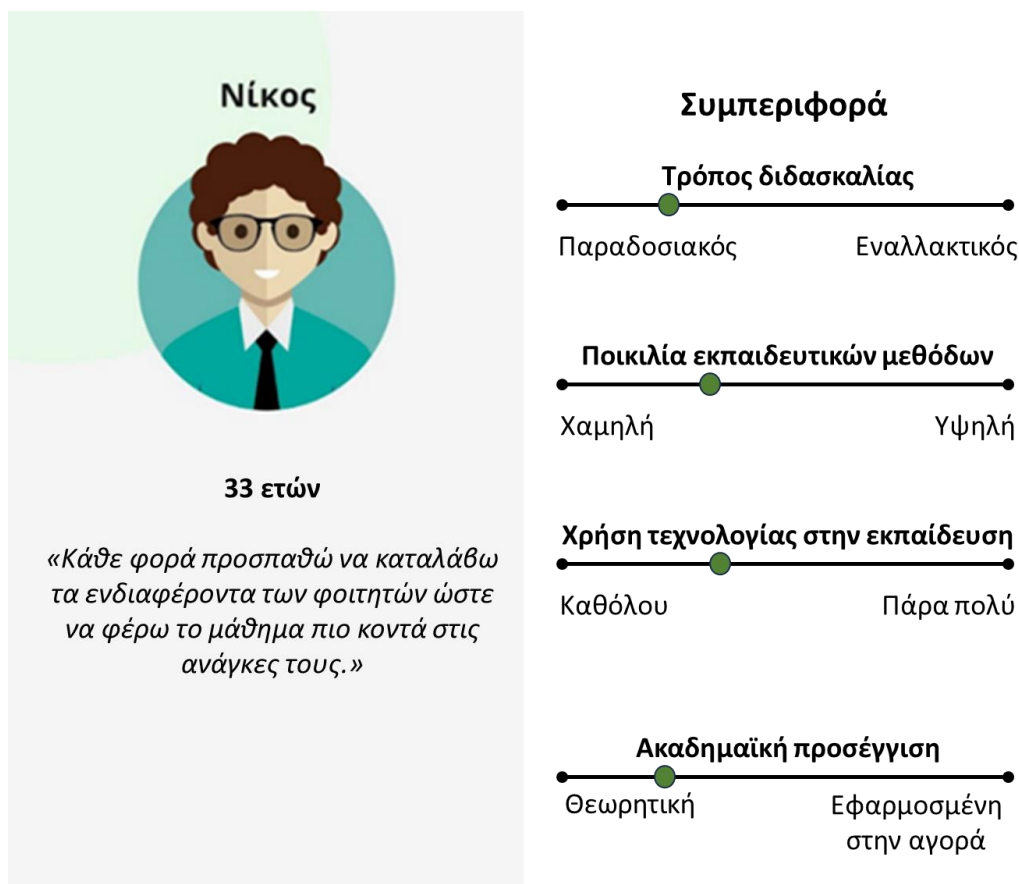 Νίκος
33 ετών
«Κάθε φορά προσπαθώ να καταλάβω
τα ενδιαφέροντα των φοιτητών ώστε
να φέρω το μάθημα πιο κοντά στις
ανάγκες τους.»
Συμπεριφορά
Τρόπος διδασκαλίας
Παραδοσιακός Εναλλακτικός
Ποικιλία εκπαιδευτικών μεθόδων
Χαμηλή Υψηλή
Χρήση τεχνολογίας στην εκπαίδευση
Καθόλου Πάρα πολύ
Ακαδημαϊκή προσέγγιση
Θεωρητική Εφαρμοσμένη
στην αγορά